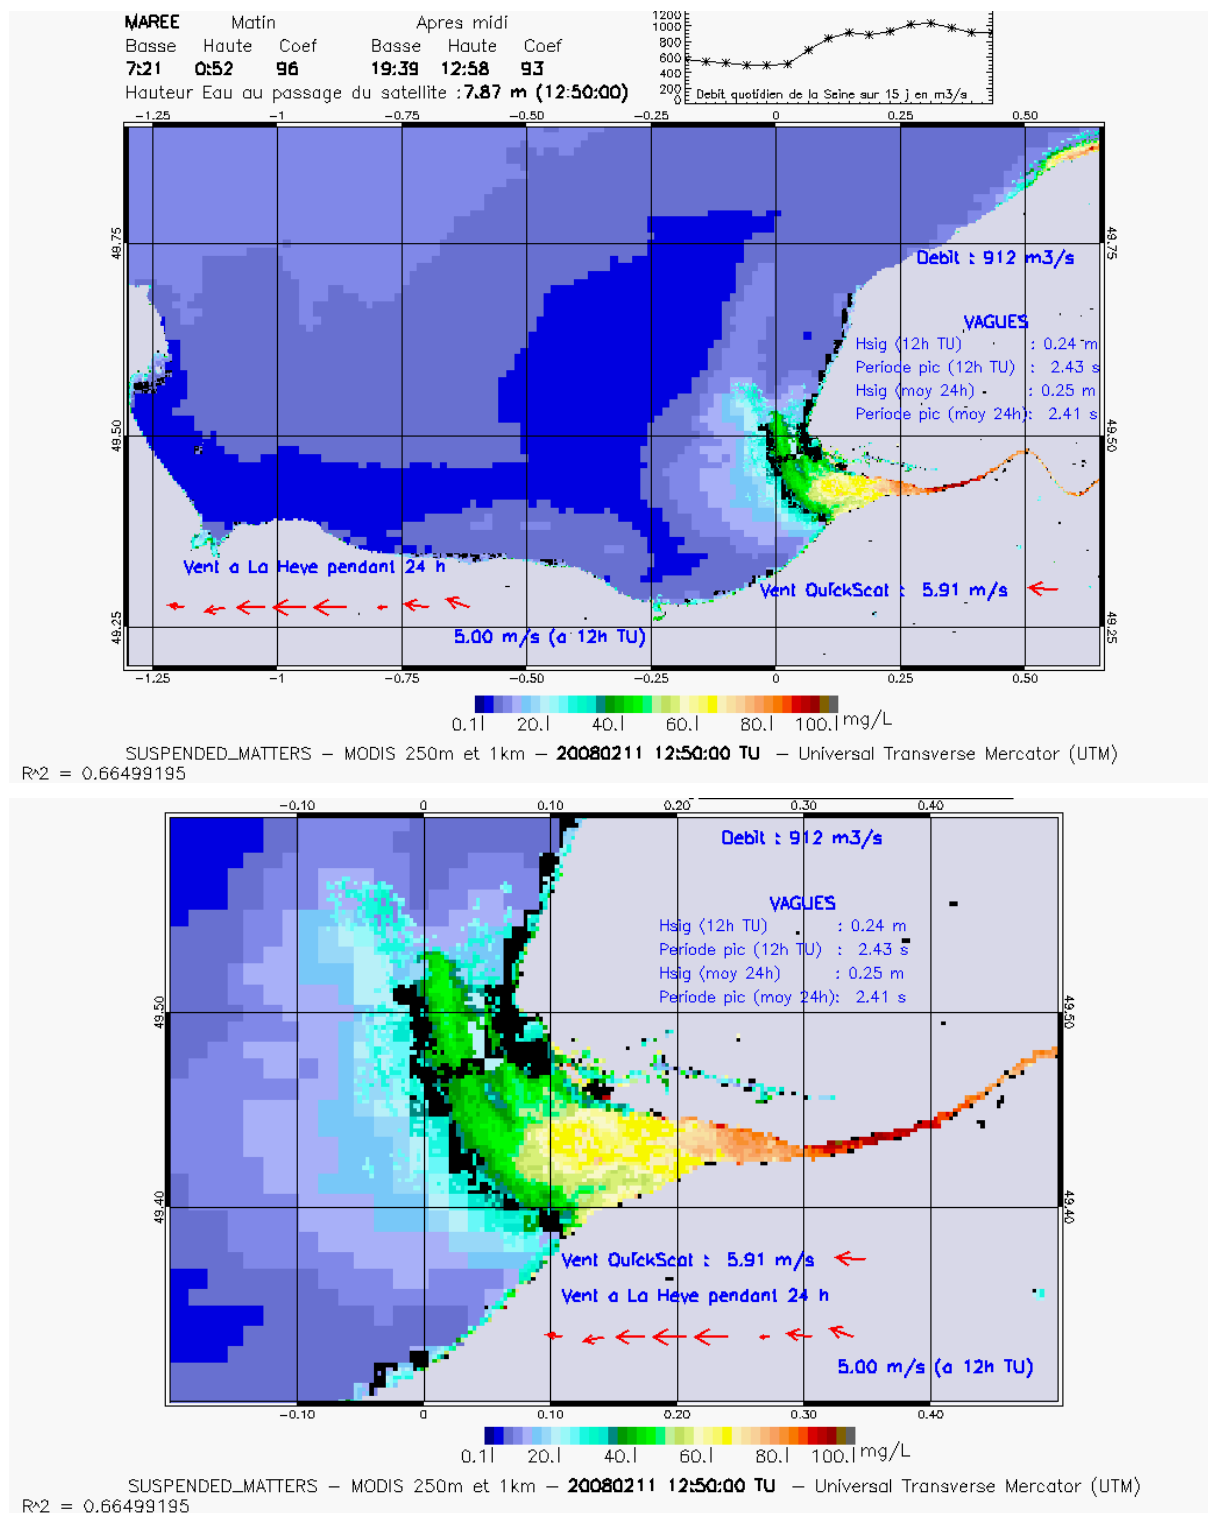 MAREE Matin Apres midi
Basse Haute Coef Basse Haute Coef
7:21 0:52 96 19:39 12:58 93
Hauteur Eau au passage du satellite : 7.87 m (12:50:00)
1200
1000
800
600
400
200
0
Debit quotidien de la Seine sur 15 j en m3/s
-1.25 -1 -0.75 -0.50 -0.25 0 0.25 0.50
49.75 49.75
Debit : 912 m3/s
VAGUES
Hsig (12h TU) : 0.24 m
Periode pic (12h TU) : 2.43 s
Hsig (moy 24h) : 0.25 m
Periode pic (moy 24h): 2.41 s
49.50 49.50
Vent a La Heve pendant 24 h
Vent QuickScat : 5.91 m/s
5.00 m/s (a 12h TU)
49.25 49.25
-1.25 -1 -0.75 -0.50 -0.25 0 0.25 0.50
0.1| 20.| 40.| 60.| 80.| 100.| mg/L
SUSPENDED_MATTERS - MODIS 250m et 1km - 20080211 12:50:00 TU - Universal Transverse Mercator (UTM)
R^2 = 0.66499195
-0.10 0 0.10 0.20 0.30 0.40
Debit : 912 m3/s
VAGUES
Hsig (12h TU) : 0.24 m
Periode pic (12h TU) : 2.43 s
Hsig (moy 24h) : 0.25 m
Periode pic (moy 24h): 2.41 s
49.50 49.50
49.40 49.40
Vent QuickScat : 5.91 m/s
Vent a La Heve pendant 24 h
5.00 m/s (a 12h TU)
-0.10 0 0.10 0.20 0.30 0.40
0.1| 20.| 40.| 60.| 80.| 100.| mg/L
SUSPENDED_MATTERS - MODIS 250m et 1km - 20080211 12:50:00 TU - Universal Transverse Mercator (UTM)
R^2 = 0.66499195